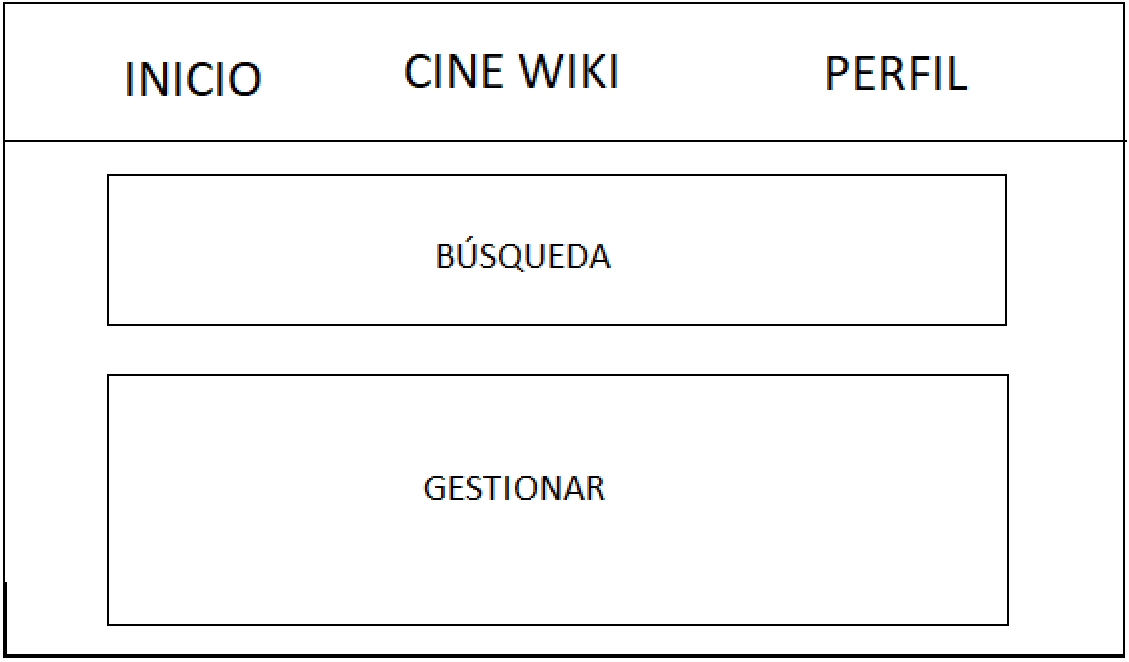 INICIO CINE WIKI PERFIL
BÚSQUEDA
GESTIONAR